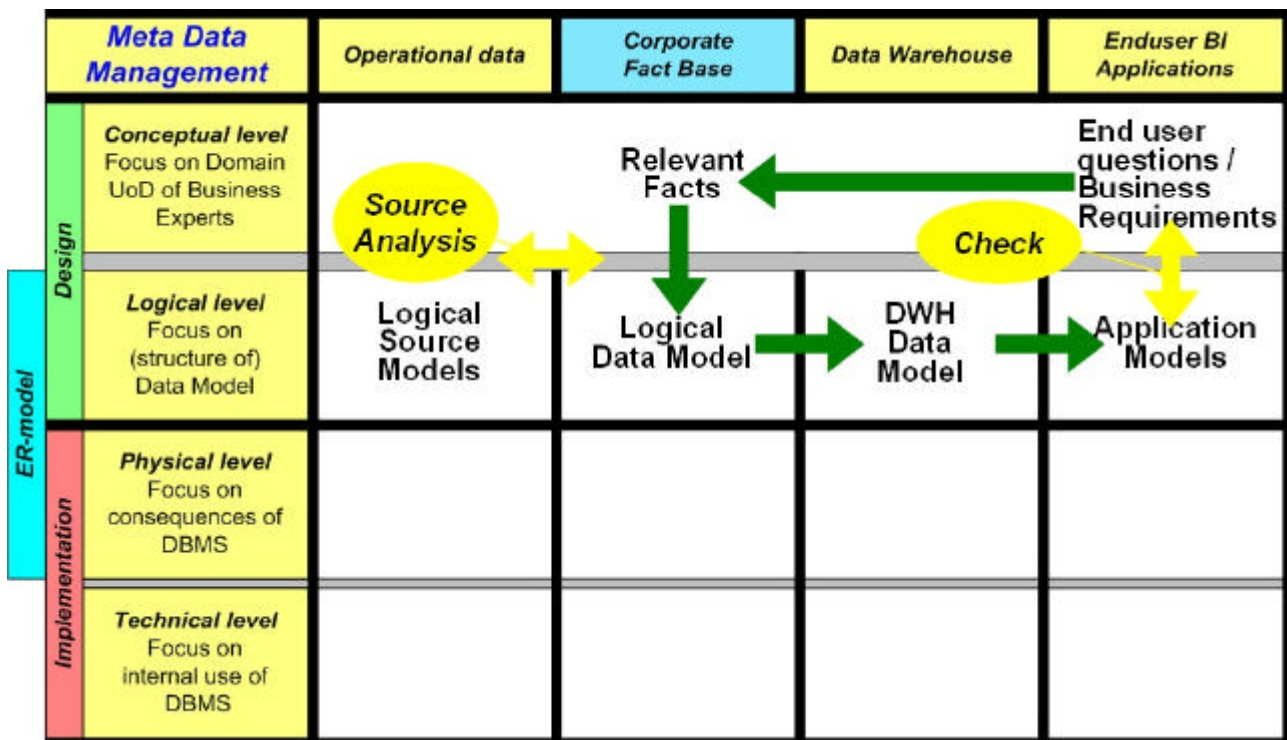 Meta Data
Management
Operational data
Corporate
Fact Base
Data Warehouse
Enduser BI
Applications
Design
Conceptual level
Focus on Domain
UoD of Business
Experts
Source
Analysis
Relevant
Facts
End user
questions /
Business
Requirements
Check
ER-model
Logical level
Focus on
(structure of)
Data Model
Logical
Source
Models
Logical
Data Model
DWH
Data
Model
Application
Models
Implementation
Physical level
Focus on
consequences of
DBMS
Technical level
Focus on
internal use of
DBMS